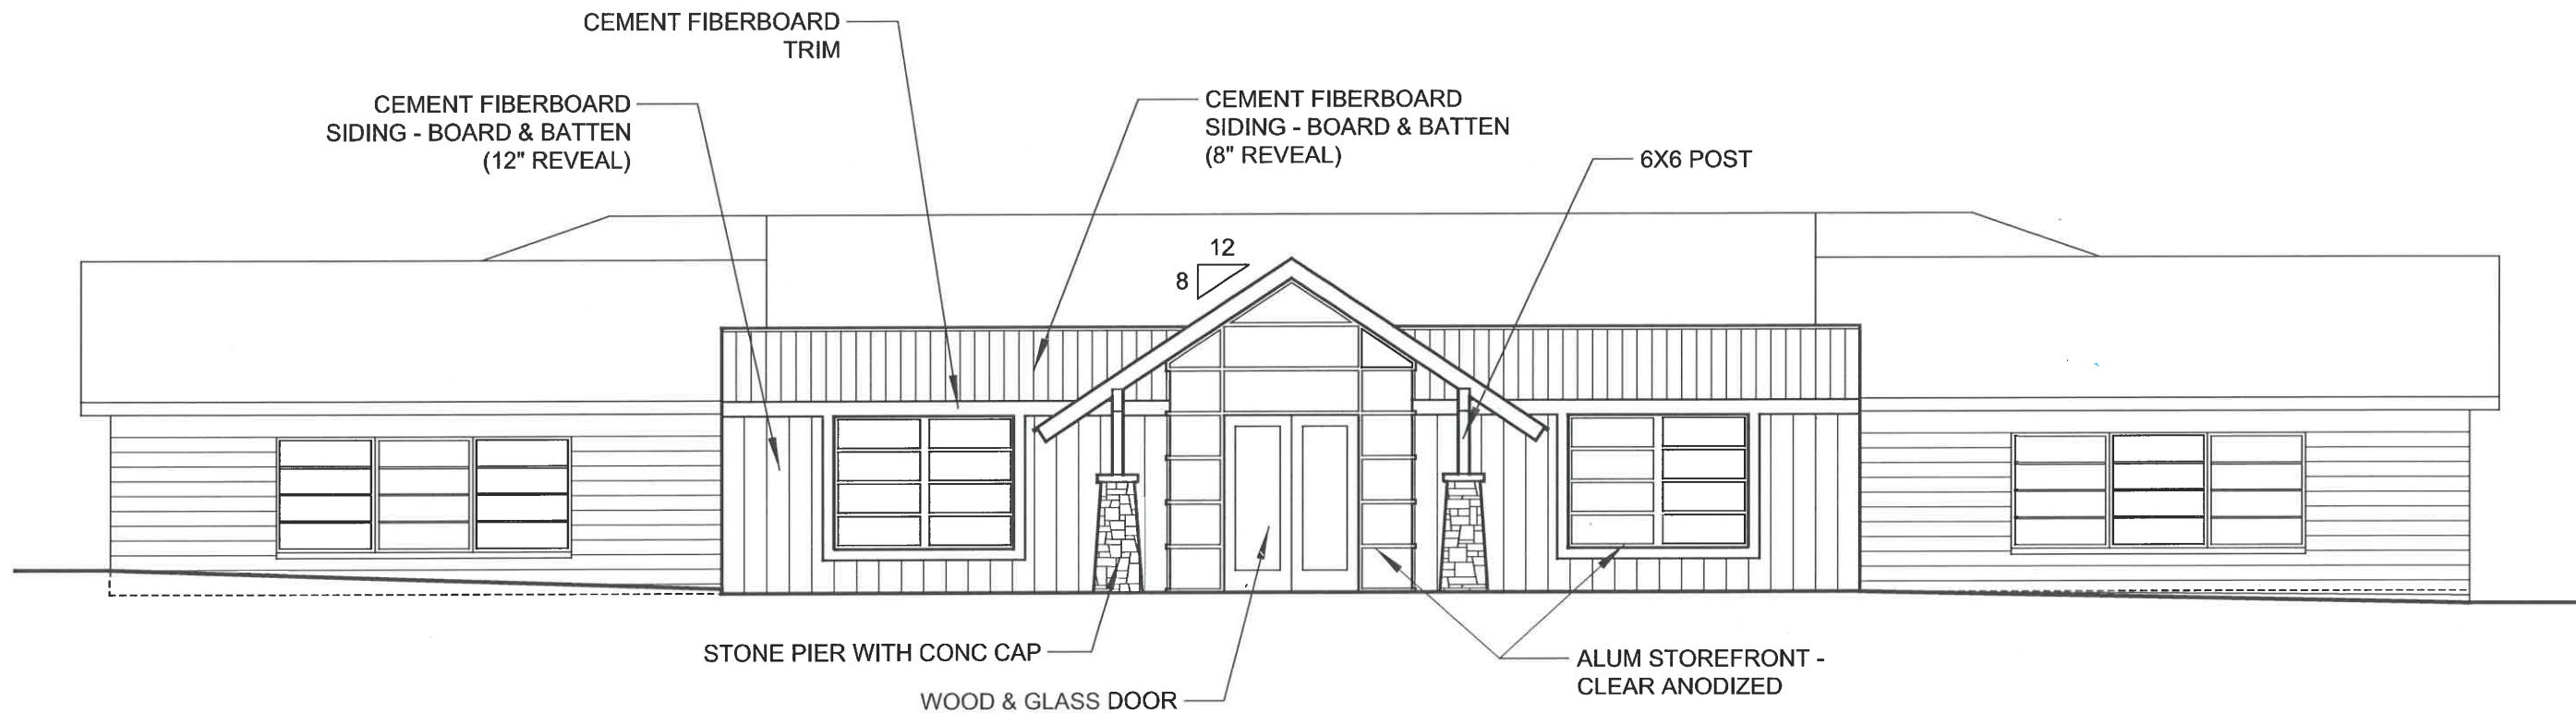 CEMENT FIBERBOARD
TRIM
CEMENT FIBERBOARD
SIDING - BOARD & BATTEN
(12" REVEAL)
CEMENT FIBERBOARD
SIDING - BOARD & BATTEN
(8" REVEAL)
6X6 POST
12
8
STONE PIER WITH CONC CAP
WOOD & GLASS DOOR
ALUM STOREFRONT -
CLEAR ANODIZED